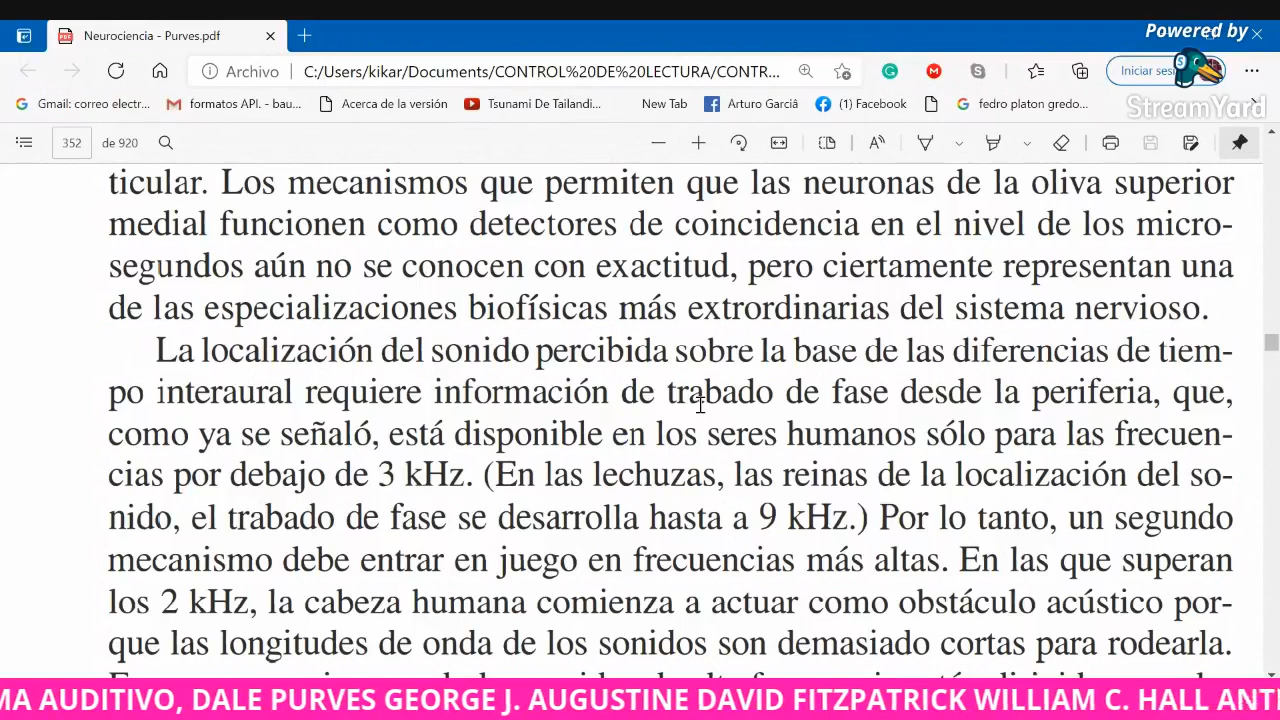 Powered by
Neurociencia - Purves.pdf
Archivo
C:/Users/kikar/Documents/CONTROL%20DE%20LECTURA/CONTR...
Iniciar ses
StreamYard
Gmail: correo electr...
formatos API. - bau...
Acerca de la versió
Tsunami De Tailandi...
New Tab
Arturo Garciâ
(1) Facebook
fedro platon gredo...
352 de 920
ticular. Los mecanismos que permiten que las neuronas de la oliva superior
medial funcionen como detectores de coincidencia en el nivel de los micro-
segundos aún no se conocen con exactitud, pero ciertamente representan una
de las especializaciones biofísicas más extrordinarias del sistema nervioso.
La localización del sonido percibida sobre la base de las diferencias de tiem-
po interaural requiere información de trabado de fase desde la periferia, que,
como ya se señaló, está disponible en los seres humanos sólo para las frecuen-
cias por debajo de 3 kHz. (En las lechuzas, las reinas de la localización del so-
nido, el trabado de fase se desarrolla hasta a 9 kHz.) Por lo tanto, un segundo
mecanismo debe entrar en juego en frecuencias más altas. En las que superan
los 2 kHz, la cabeza humana comienza a actuar como obstáculo acústico por-
que las longitudes de onda de los sonidos son demasiado cortas para rodearla.
MA AUDITIVO, DALE PURVES GEORGE J. AUGUSTINE DAVID FITZPATRICK WILLIAM C. HALL ANT